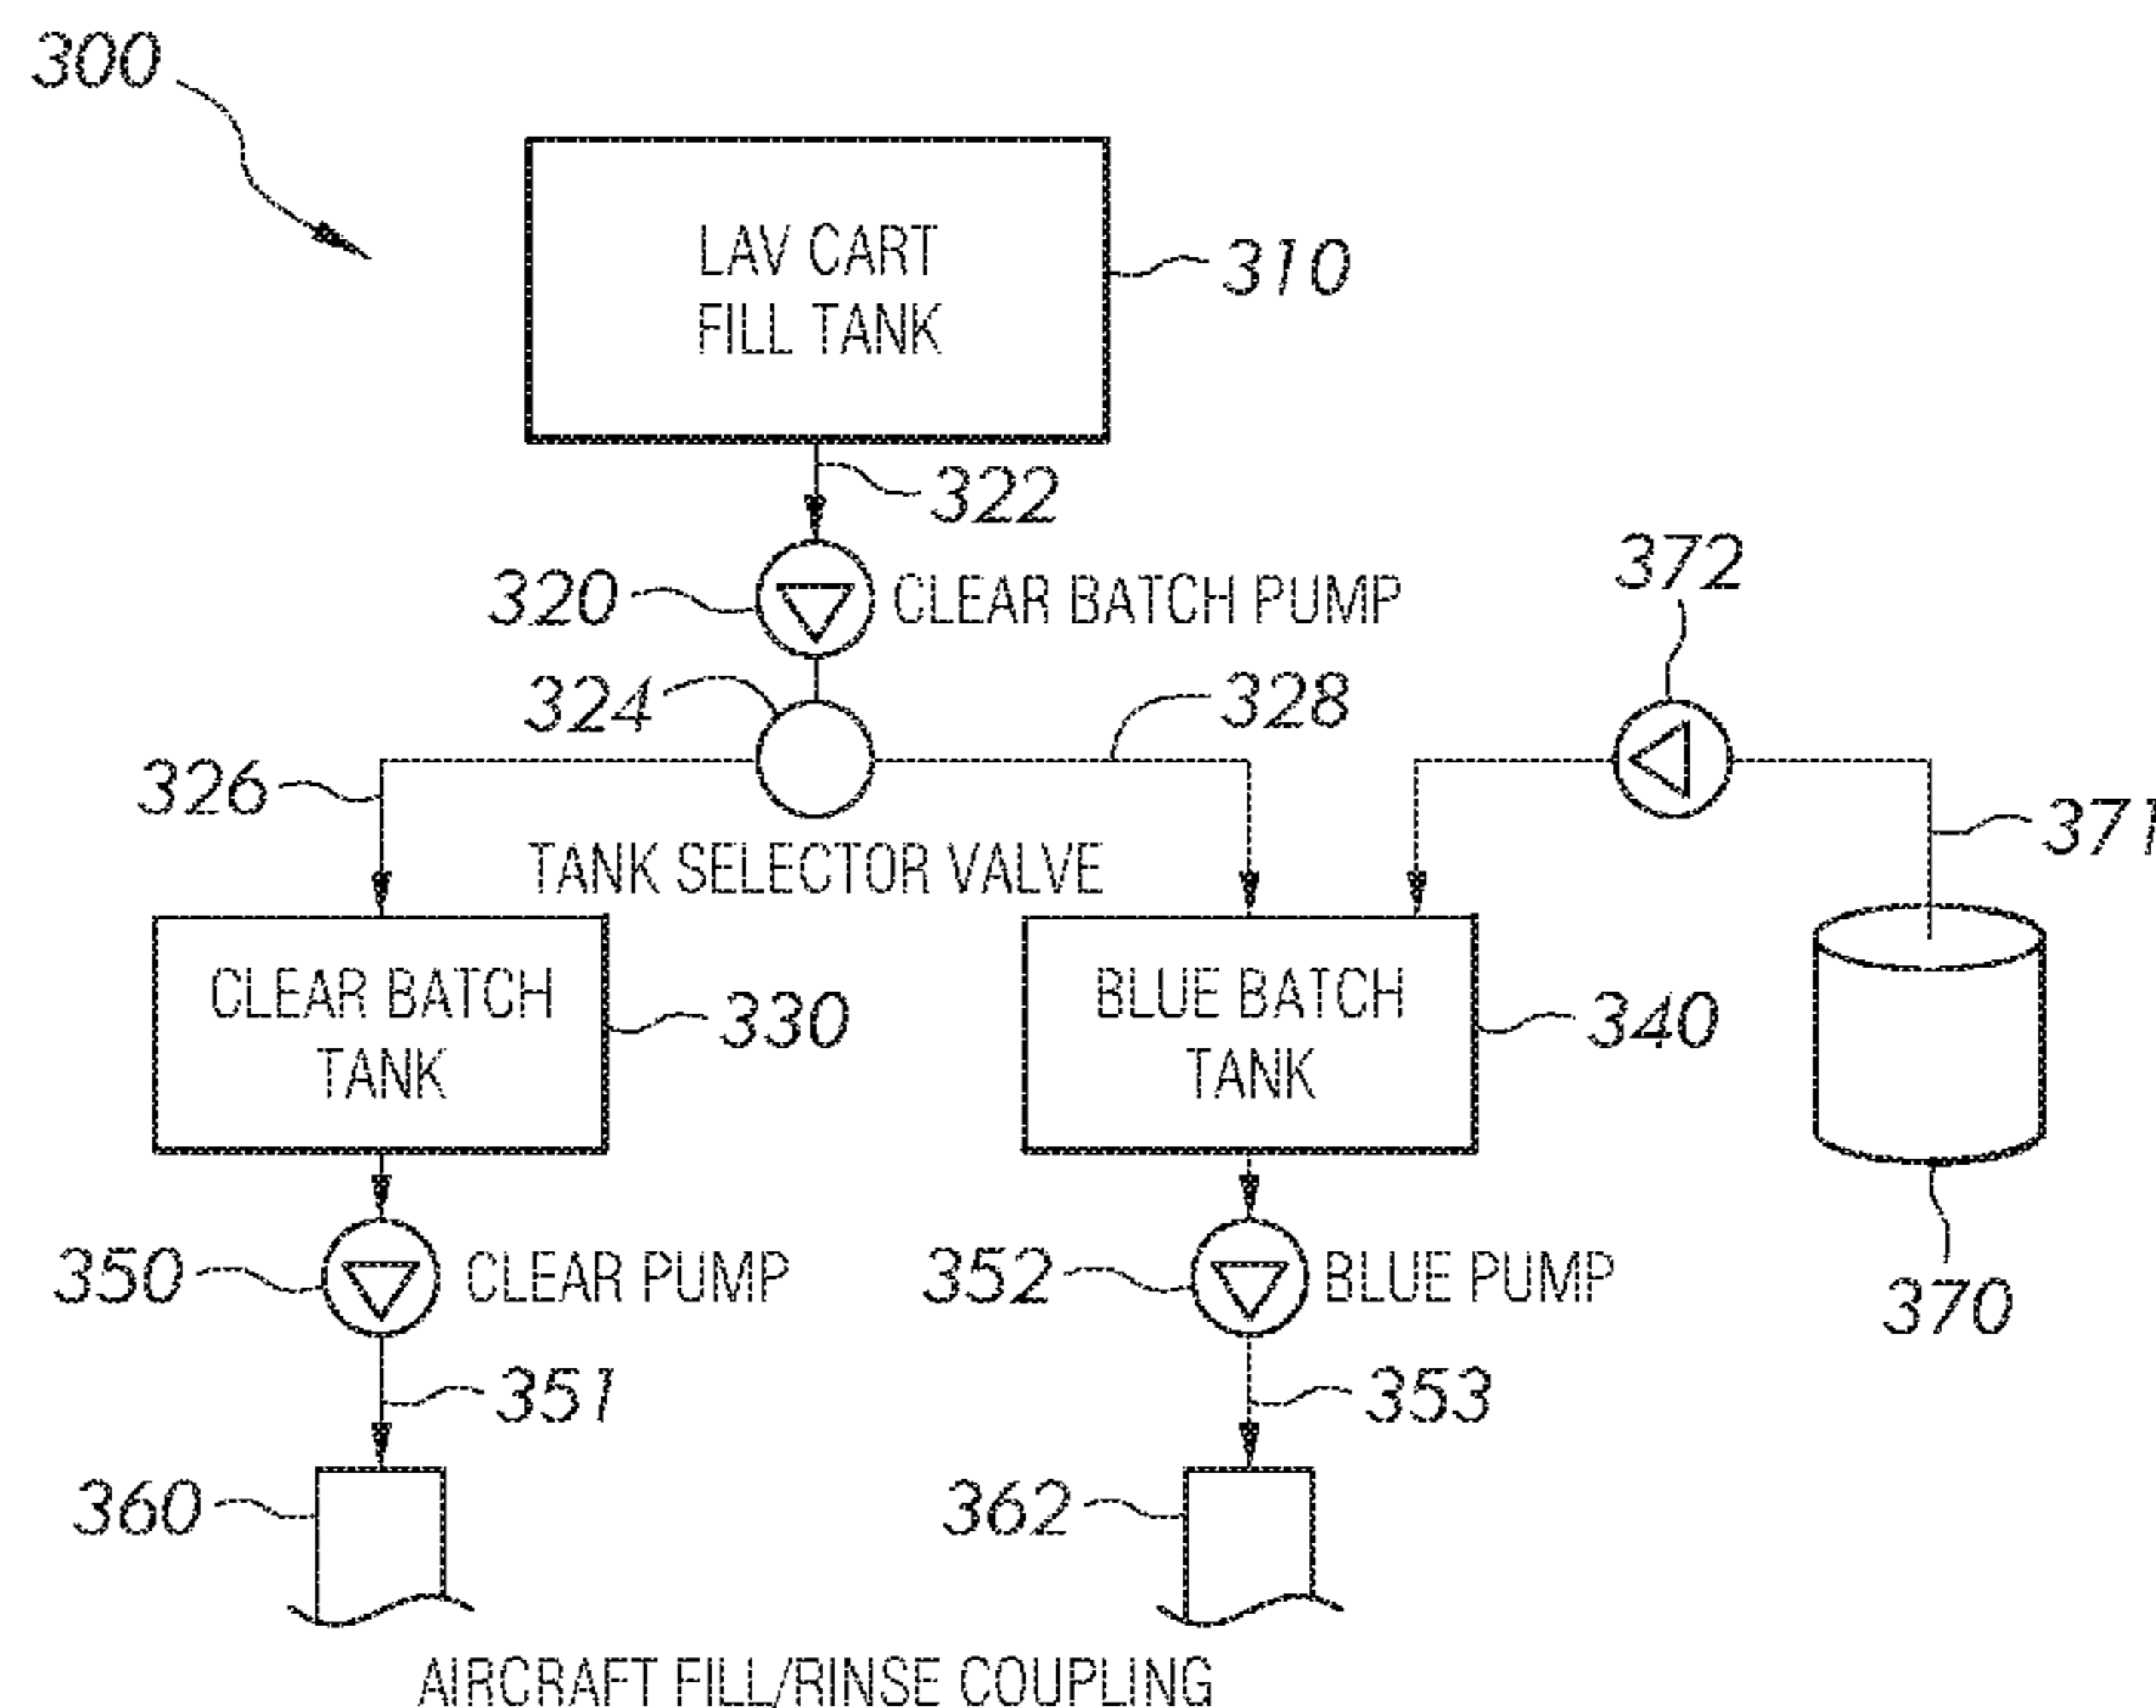 300
LAV CART
FILL TANK
310
322
320
CLEAR BATCH PUMP
372
324
328
326
371
TANK SELECTOR VALVE
CLEAR BATCH
TANK
330
BLUE BATCH
TANK
340
350
CLEAR PUMP
352
BLUE PUMP
370
351
353
360
362
AIRCRAFT FILL/RINSE COUPLING